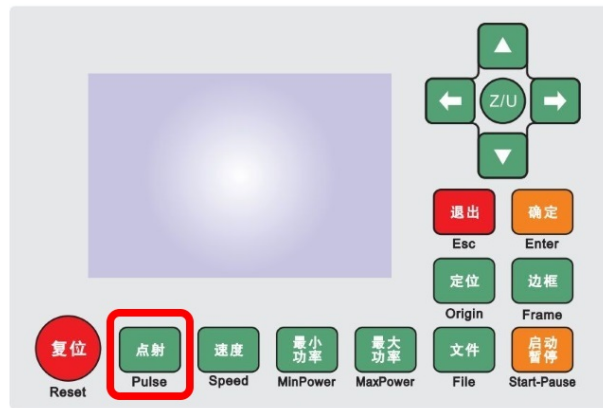 Z/U
退出
确定
Esc
Enter
定位
边框
Origin
Frame
复位
点射
速度
最小
功率
最大
功率
文件
启动
暂停
Reset
Pulse
Speed
MinPower
MaxPower
File
Start-Pause